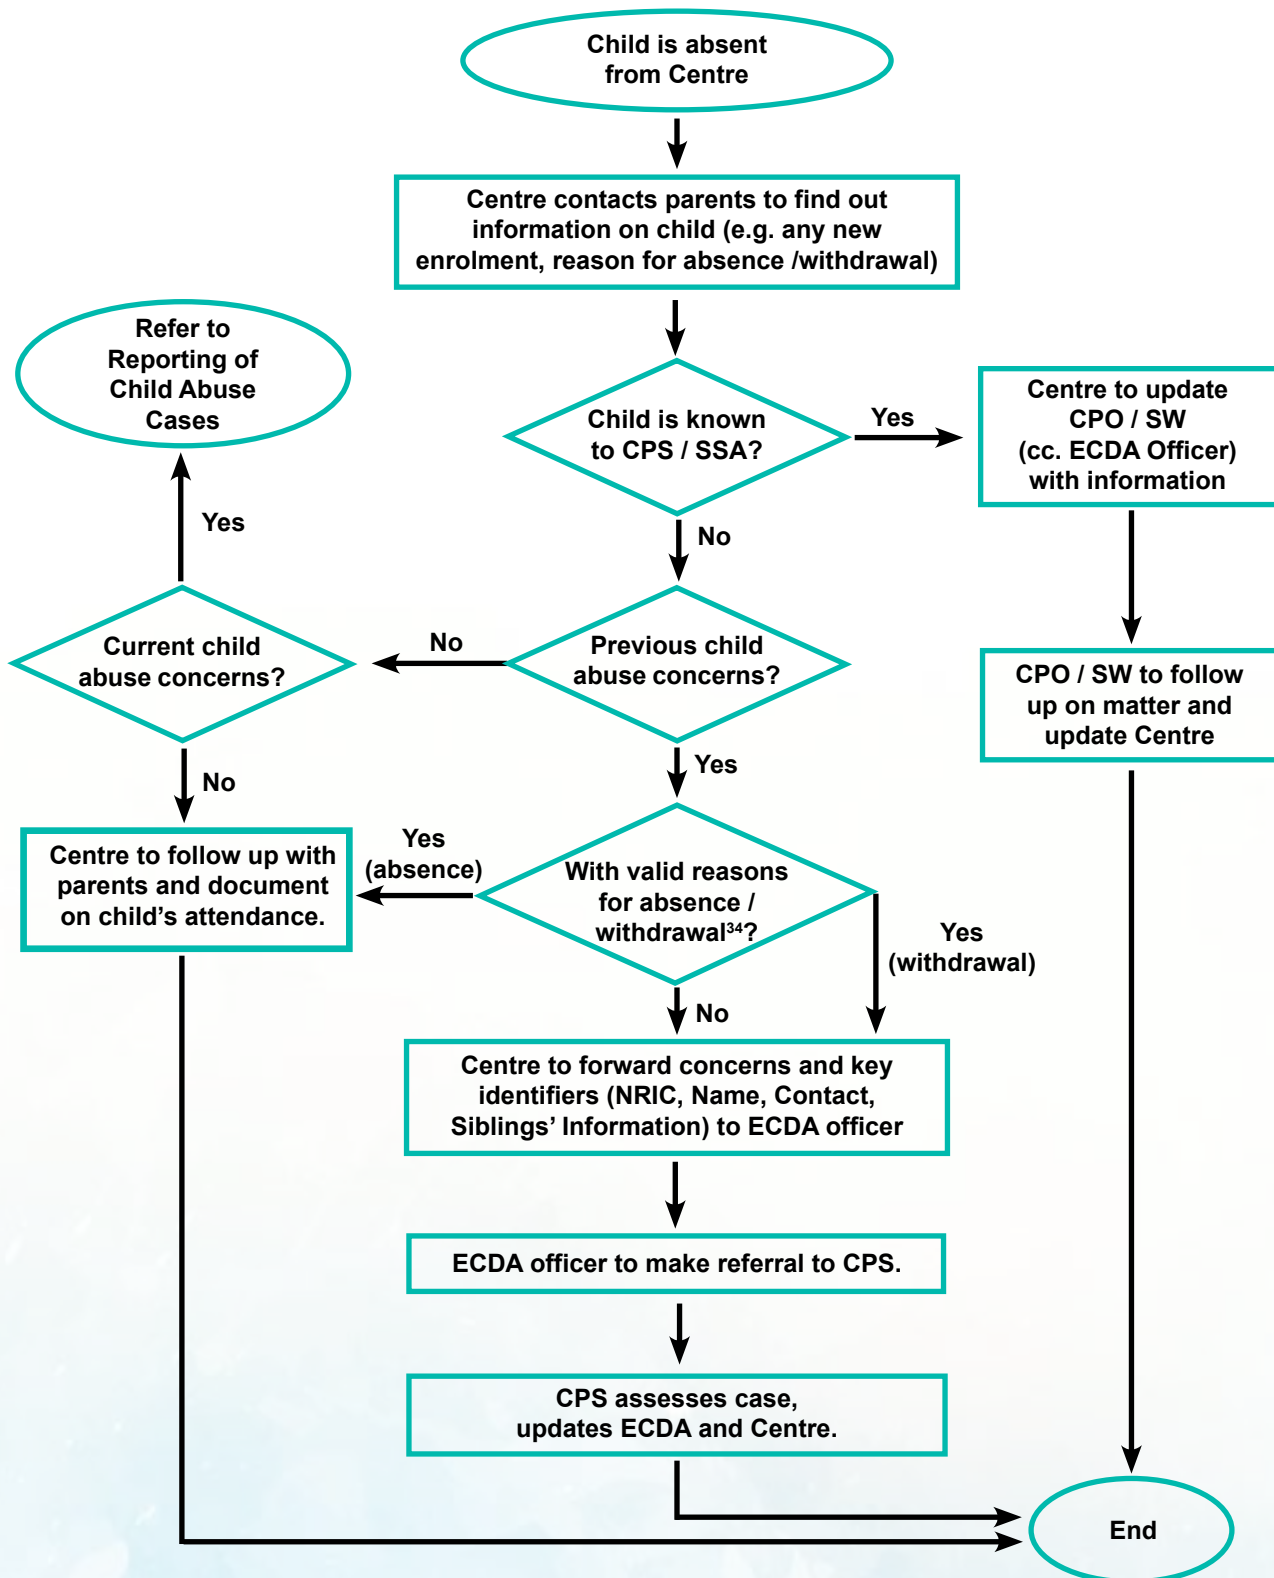 Child is absent
from Centre
Centre contacts parents to find out
information on child (e.g. any new
enrolment, reason for absence /withdrawal)
Refer to
Reporting of
Child Abuse
Cases
Child is known
to CPS / SSA?
Yes
Centre to update
CPO / SW
(cc. ECDA Officer)
with information
Yes
No
Current child
abuse concerns?
No
Previous child
abuse concerns?
CPO / SW to follow
up on matter and
update Centre
No
Yes
Centre to follow up with
parents and document
on child's attendance.
Yes
(absence)
With valid reasons
for absence /
withdrawal³⁴?
Yes
(withdrawal)
No
Centre to forward concerns and key
identifiers (NRIC, Name, Contact,
Siblings' Information) to ECDA officer
ECDA officer to make referral to CPS.
CPS assesses case,
updates ECDA and Centre.
End